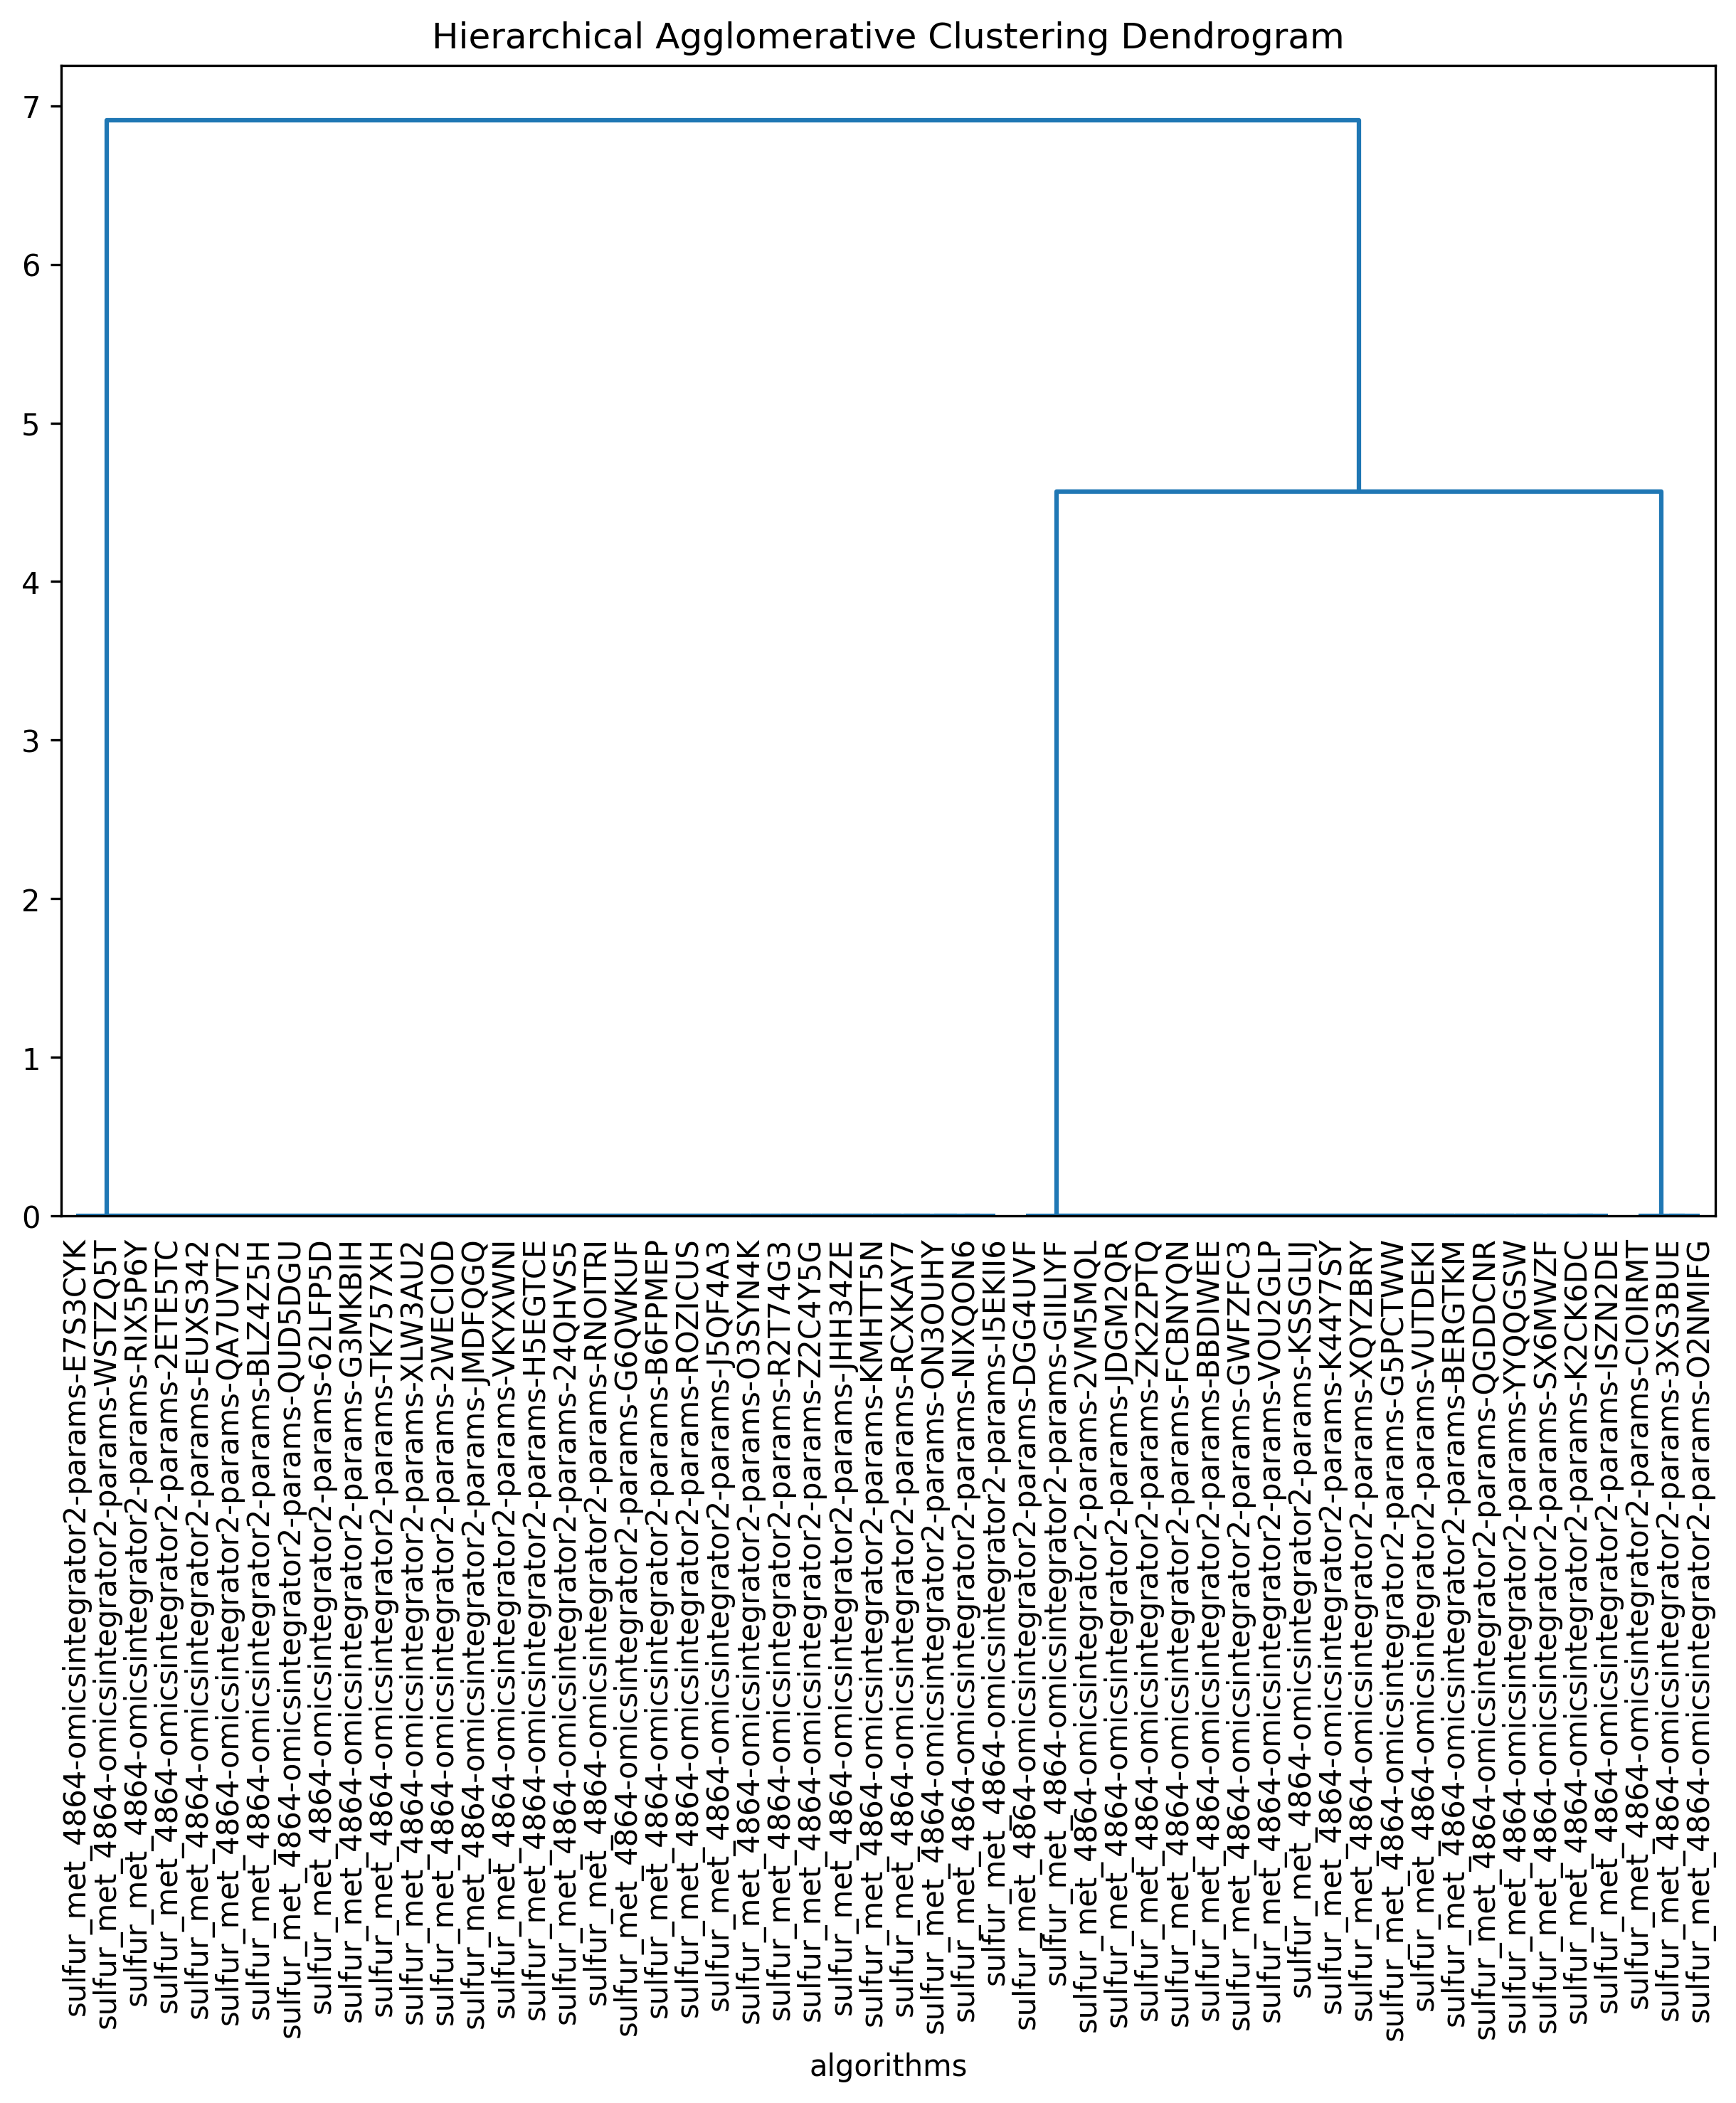 Hierarchical Agglomerative Clustering Dendrogram
7
6
5
4
3
2
1
0
sulfur_met_4864-omicsintegrator2-params-E7S3CYK
sulfur_met_4864-omicsintegrator2-params-WSTZQ5T
sulfur_met_4864-omicsintegrator2-params-RIX5P6Y
sulfur_met_4864-omicsintegrator2-params-2ETE5TC
sulfur_met_4864-omicsintegrator2-params-EUXS342
sulfur_met_4864-omicsintegrator2-params-QA7UVT2
sulfur_met_4864-omicsintegrator2-params-BLZ4Z5H
sulfur_met_4864-omicsintegrator2-params-QUD5DGU
sulfur_met_4864-omicsintegrator2-params-62LFP5D
sulfur_met_4864-omicsintegrator2-params-G3MKBIH
sulfur_met_4864-omicsintegrator2-params-TK757XH
sulfur_met_4864-omicsintegrator2-params-XLW3AU2
sulfur_met_4864-omicsintegrator2-params-2WECIOD
sulfur_met_4864-omicsintegrator2-params-JMDFQGQ
sulfur_met_4864-omicsintegrator2-params-VKYXWNI
sulfur_met_4864-omicsintegrator2-params-H5EGTCE
sulfur_met_4864-omicsintegrator2-params-24QHVS5
sulfur_met_4864-omicsintegrator2-params-RNOITRI
sulfur_met_4864-omicsintegrator2-params-G6QWKUF
sulfur_met_4864-omicsintegrator2-params-B6FPMEP
sulfur_met_4864-omicsintegrator2-params-ROZICUS
sulfur_met_4864-omicsintegrator2-params-J5QF4A3
sulfur_met_4864-omicsintegrator2-params-O3SYN4K
sulfur_met_4864-omicsintegrator2-params-R2T74G3
sulfur_met_4864-omicsintegrator2-params-Z2C4Y5G
sulfur_met_4864-omicsintegrator2-params-JHH34ZE
sulfur_met_4864-omicsintegrator2-params-KMHTT5N
sulfur_met_4864-omicsintegrator2-params-RCXKAY7
sulfur_met_4864-omicsintegrator2-params-ON3OUHY
sulfur_met_4864-omicsintegrator2-params-NIXQON6
sulfur_met_4864-omicsintegrator2-params-I5EKII6
sulfur_met_4864-omicsintegrator2-params-DGG4UVF
sulfur_met_4864-omicsintegrator2-params-GIILIYF
sulfur_met_4864-omicsintegrator2-params-2VM5MQL
sulfur_met_4864-omicsintegrator2-params-JDGM2QR
sulfur_met_4864-omicsintegrator2-params-ZK2ZPTQ
sulfur_met_4864-omicsintegrator2-params-FCBNYQN
sulfur_met_4864-omicsintegrator2-params-BBDIWEE
sulfur_met_4864-omicsintegrator2-params-GWFZFC3
sulfur_met_4864-omicsintegrator2-params-VOU2GLP
sulfur_met_4864-omicsintegrator2-params-KSSGLIJ
sulfur_met_4864-omicsintegrator2-params-K44Y7SY
sulfur_met_4864-omicsintegrator2-params-XQYZBRY
sulfur_met_4864-omicsintegrator2-params-G5PCTWW
sulfur_met_4864-omicsintegrator2-params-VUTDEKI
sulfur_met_4864-omicsintegrator2-params-BERGTKM
sulfur_met_4864-omicsintegrator2-params-QGDDCNR
sulfur_met_4864-omicsintegrator2-params-YYQQGSW
sulfur_met_4864-omicsintegrator2-params-SX6MWZF
sulfur_met_4864-omicsintegrator2-params-K2CK6DC
sulfur_met_4864-omicsintegrator2-params-ISZN2DE
sulfur_met_4864-omicsintegrator2-params-CIOIRMT
sulfur_met_4864-omicsintegrator2-params-3XS3BUE
sulfur_met_4864-omicsintegrator2-params-O2NMIFG
algorithms